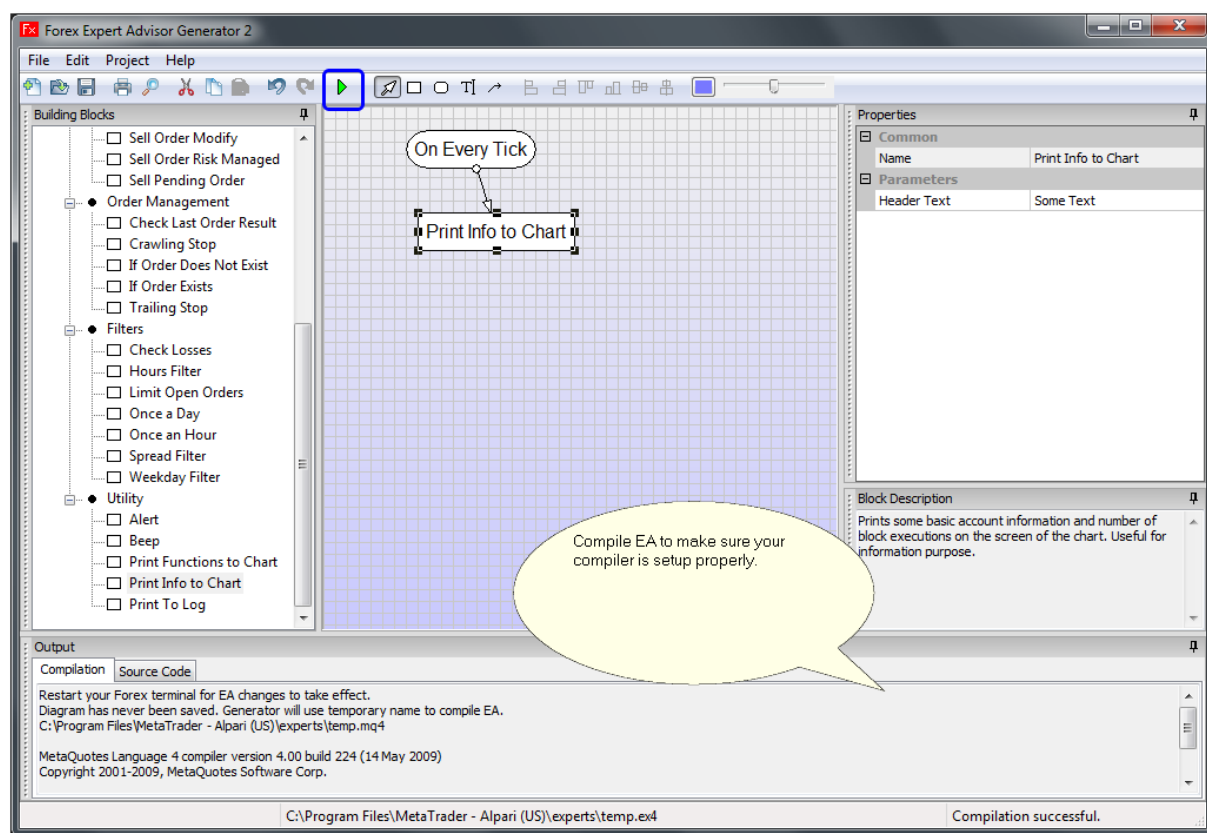 Forex Expert Advisor Generator 2
File Edit Project Help
Building Blocks
Sell Order Modify
Sell Order Risk Managed
Sell Pending Order
Order Management
Check Last Order Result
Crawling Stop
If Order Does Not Exist
If Order Exists
Trailing Stop
Filters
Check Losses
Hours Filter
Limit Open Orders
Once a Day
Once an Hour
Spread Filter
Weekday Filter
Utility
Alert
Beep
Print Functions to Chart
Print Info to Chart
Print To Log
On Every Tick
Print Info to Chart
Compile EA to make sure your
compiler is setup properly.
Properties
Common
Name Print Info to Chart
Parameters
Header Text Some Text
Block Description
Prints some basic account information and number of
block executions on the screen of the chart. Useful for
information purpose.
Output
Compilation Source Code
Restart your Forex terminal for EA changes to take effect.
Diagram has never been saved. Generator will use temporary name to compile EA.
C:\Program Files\MetaTrader - Alpari (US)\experts\temp.mq4
MetaQuotes Language 4 compiler version 4.00 build 224 (14 May 2009)
Copyright 2001-2009, MetaQuotes Software Corp.
C:\Program Files\MetaTrader - Alpari (US)\experts\temp.ex4 Compilation successful.